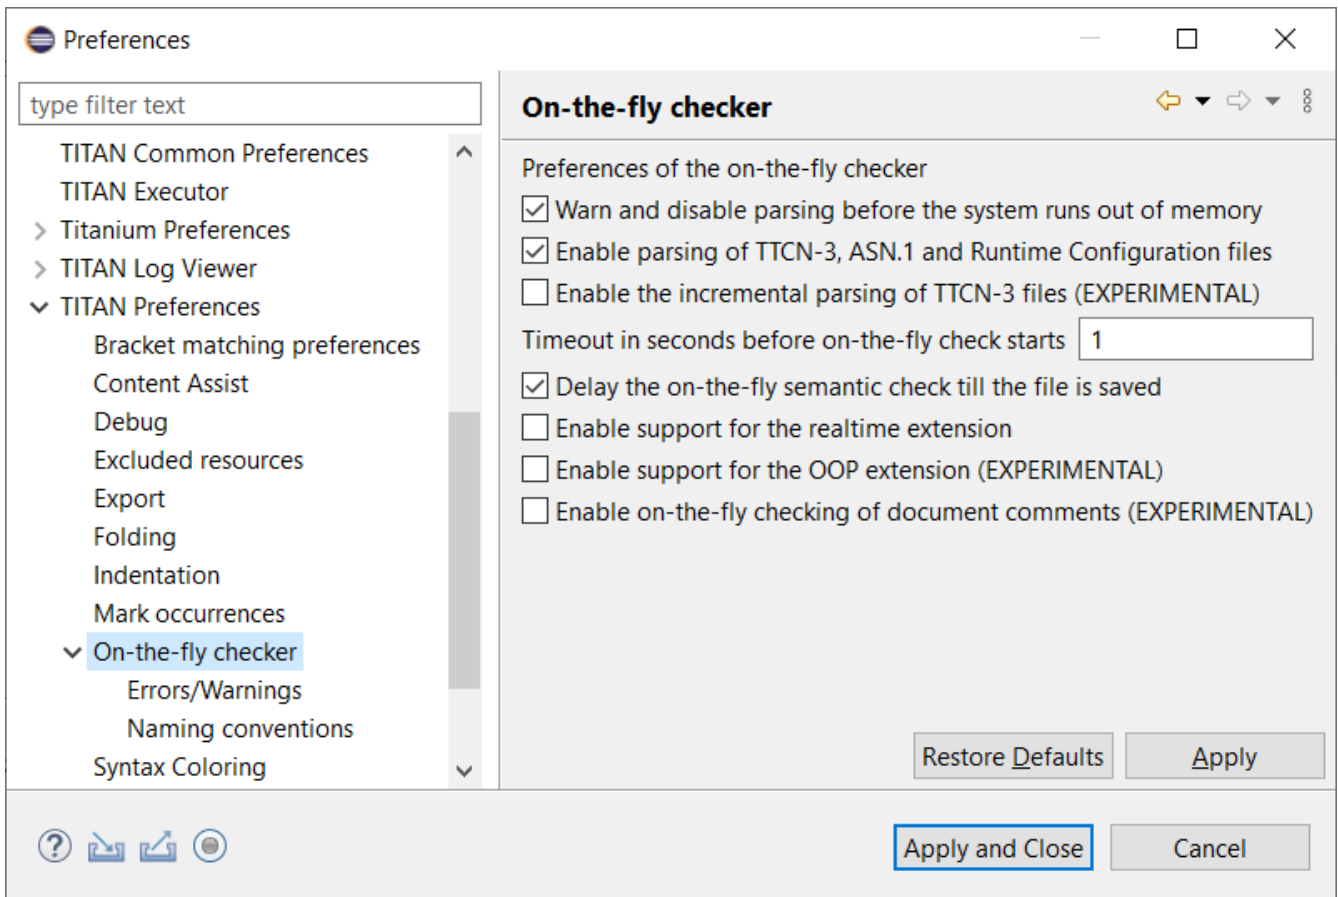 Preferences
type filter text
TITAN Common Preferences
TITAN Executor
Titanium Preferences
TITAN Log Viewer
TITAN Preferences
Bracket matching preferences
Content Assist
Debug
Excluded resources
Export
Folding
Indentation
Mark occurrences
On-the-fly checker
Errors/Warnings
Naming conventions
Syntax Coloring
On-the-fly checker
Preferences of the on-the-fly checker
Warn and disable parsing before the system runs out of memory
Enable parsing of TTCN-3, ASN.1 and Runtime Configuration files
Enable the incremental parsing of TTCN-3 files (EXPERIMENTAL)
Timeout in seconds before on-the-fly check starts 1
Delay the on-the-fly semantic check till the file is saved
Enable support for the realtime extension
Enable support for the OOP extension (EXPERIMENTAL)
Enable on-the-fly checking of document comments (EXPERIMENTAL)
Restore Defaults Apply
? Apply and Close Cancel